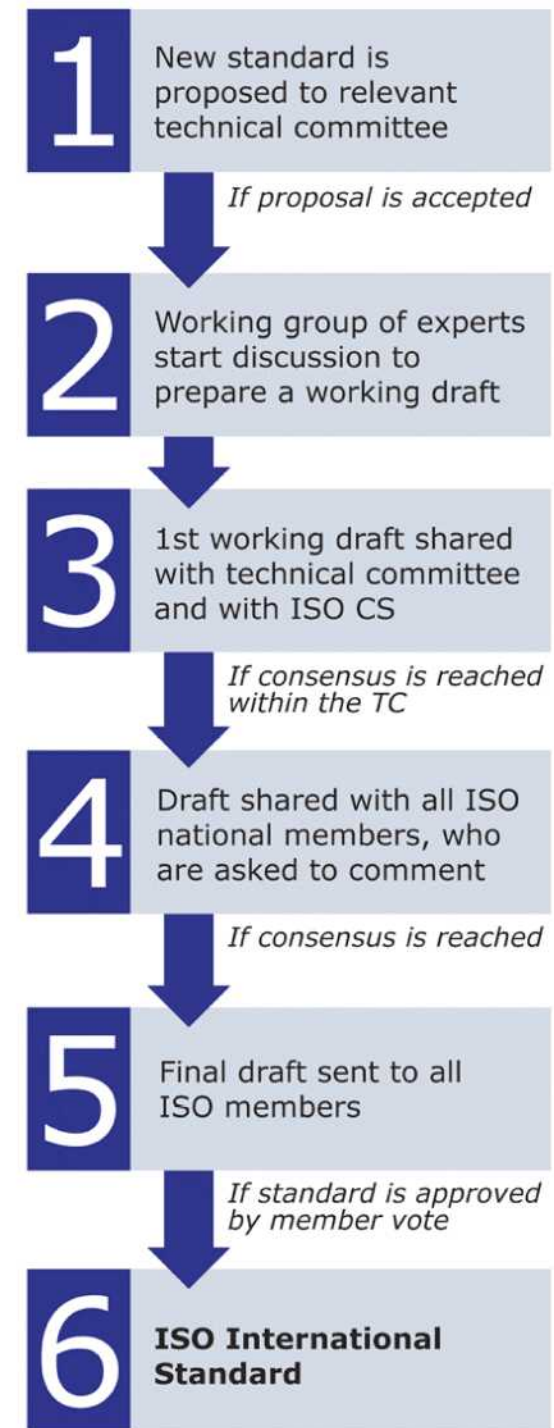 1
New standard is
proposed to relevant
technical committee
If proposal is accepted
2
Working group of experts
start discussion to
prepare a working draft
3
1st working draft shared
with technical committee
and with ISO CS
If consensus is reached
within the TC
4
Draft shared with all ISO
national members, who
are asked to comment
If consensus is reached
5
Final draft sent to all
ISO members
If standard is approved
by member vote
6
ISO International
Standard